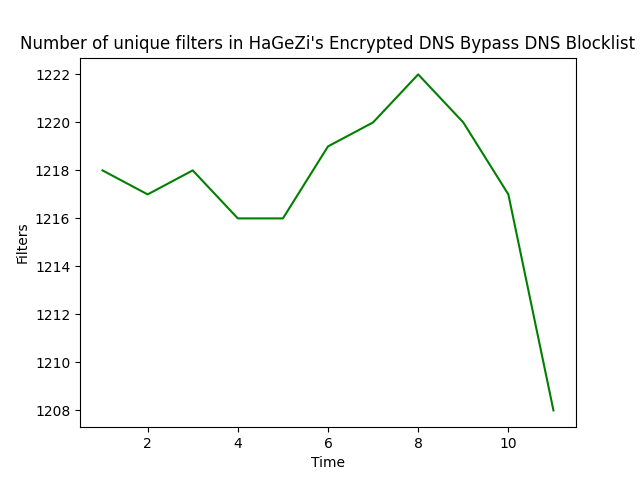 Number of unique filters in HaGeZi's Encrypted DNS Bypass DNS Blocklist
1222
1220
1218
1216
1214
1212
1210
1208
Filters
2 4 6 8 10
Time